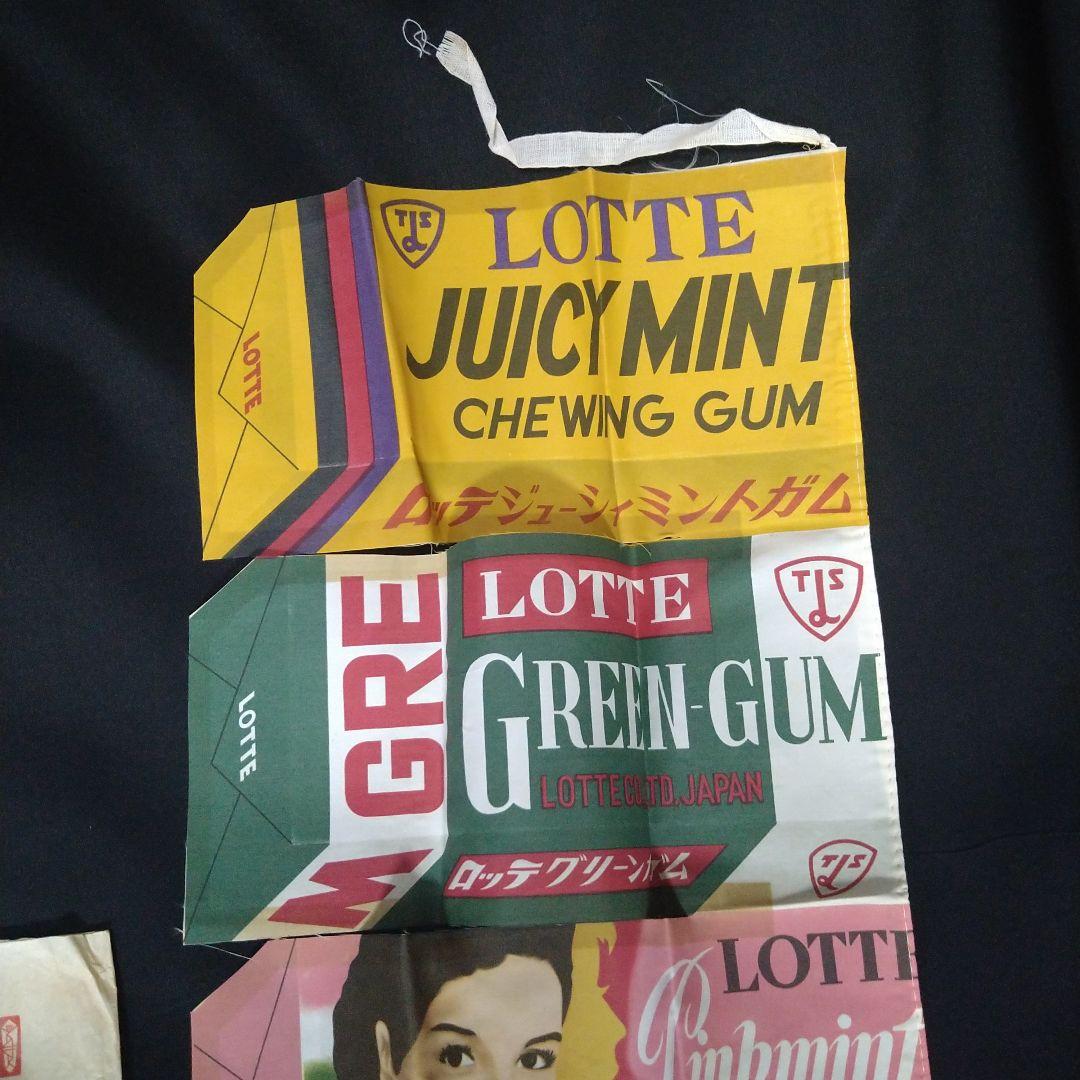 TLS
LOTTE
JUICY MINT
CHEWING GUM
LOTTE
ロッテジューシィミントガム
LOTTE
TLS
M GRE
GREEN-GUM
LOTTE
LOTTE CO.,LTD.,JAPAN
ロッテグリーンガム
TLS
LOTTE
Pinkmint